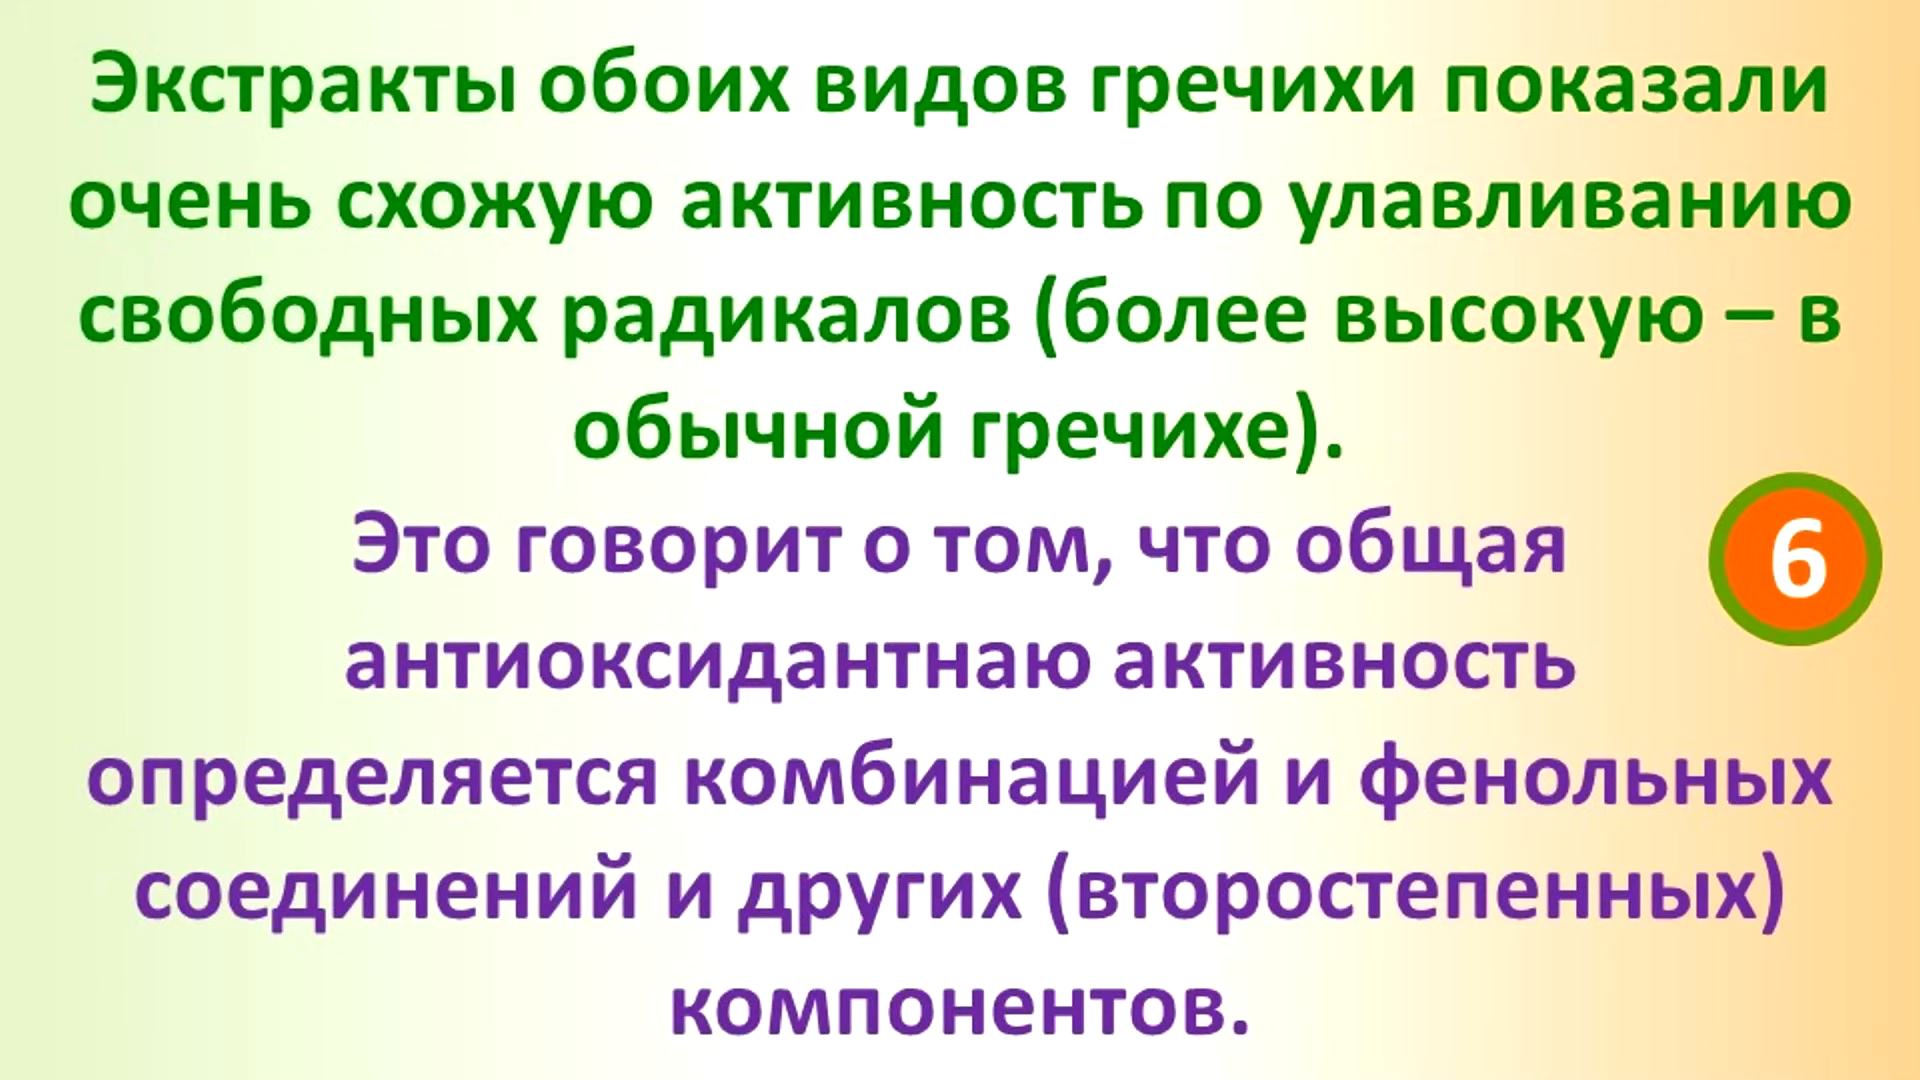 Экстракты обоих видов гречихи показали
очень схожую активность по улавливанию
свободных радикалов (более высокую – в
обычной гречихе).
Это говорит о том, что общая
6
антиоксидантнаю активность
определяется комбинацией и фенольных
соединений и других (второстепенных)
компонентов.